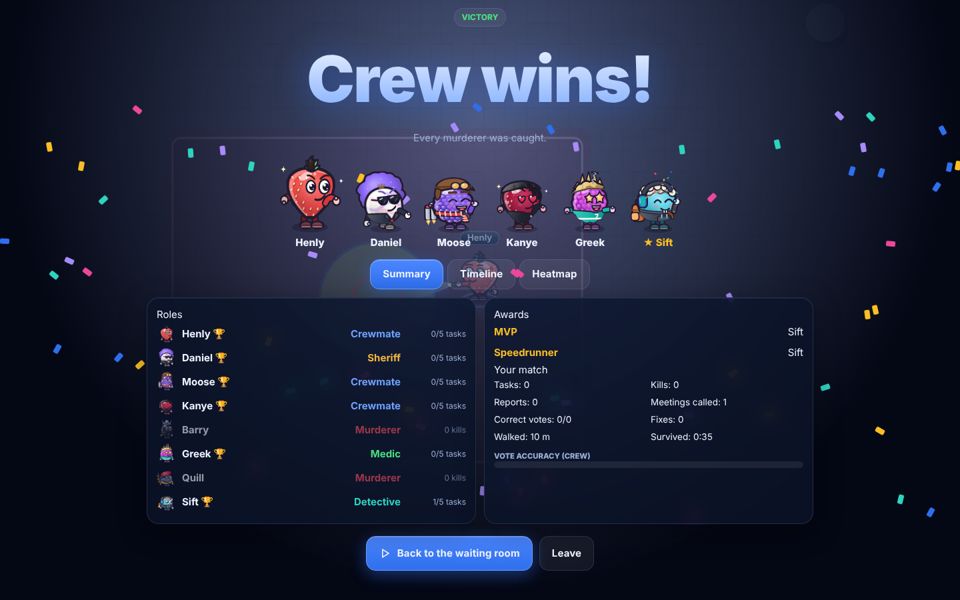 VICTORY
Crew wins!
Every murderer was caught.
Henly Daniel Moose Kanye Greek ★ Sift
Henly
Summary Timeline Heatmap
Roles
Henly 🏆 Crewmate 0/5 tasks
Daniel 🏆 Sheriff 0/5 tasks
Moose 🏆 Crewmate 0/5 tasks
Kanye 🏆 Crewmate 0/5 tasks
Barry Murderer 0 kills
Greek 🏆 Medic 0/5 tasks
Quill Murderer 0 kills
Sift 🏆 Detective 1/5 tasks
Awards
MVP Sift
Speedrunner Sift
Your match
Tasks: 0 Kills: 0
Reports: 0 Meetings called: 1
Correct votes: 0/0 Fixes: 0
Walked: 10 m Survived: 0:35
VOTE ACCURACY (CREW)
Back to the waiting room Leave